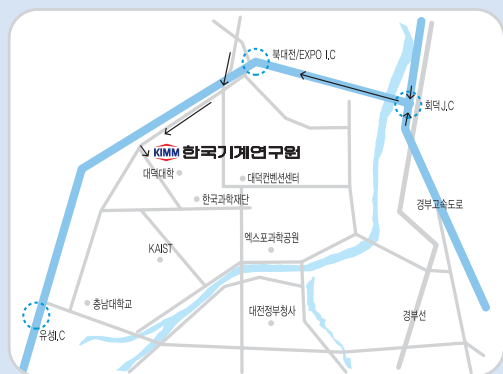 북대전/EXPO I.C
회덕J.C
KIMM 한국기계연구원
대덕대학
대덕컨벤션센터
한국과학재단
경부고속도로
엑스포과학공원
KAIST
충남대학교
대전정부청사
경부선
유성I.C